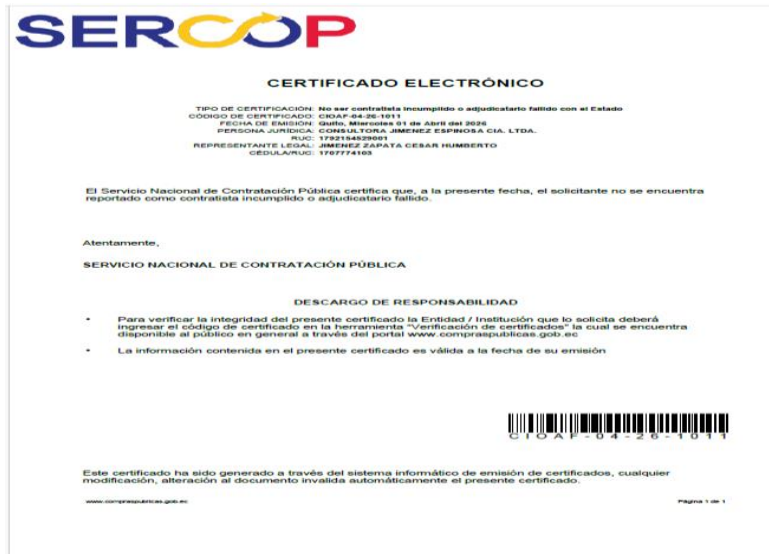 SERCOP
CERTIFICADO ELECTRÓNICO
TIPO DE CERTIFICACIÓN: No ser contratista incumplido o adjudicatario fallido con el Estado
CÓDIGO DE CERTIFICADO: CIOAF-04-26-1011
FECHA DE EMISIÓN: Quito, Miercoles 01 de Abril del 2026
PERSONA JURÍDICA: CONSULTORA JIMENEZ ESPINOSA CIA. LTDA.
RUC: 1792154529001
REPRESENTANTE LEGAL: JIMENEZ ZAPATA CESAR HUMBERTO
CÉDULA/RUC: 1707774103
El Servicio Nacional de Contratación Pública certifica que, a la presente fecha, el solicitante no se encuentra
reportado como contratista incumplido o adjudicatario fallido.
Atentamente,
SERVICIO NACIONAL DE CONTRATACIÓN PÚBLICA
DESCARGO DE RESPONSABILIDAD
- Para verificar la integridad del presente certificado la Entidad / Institución que lo solicita deberá
ingresar el código de certificado en la herramienta "Verificación de certificados" la cual se encuentra
disponible al público en general a través del portal www.compraspublicas.gob.ec
- La información contenida en el presente certificado es válida a la fecha de su emisión
CIOAF-04-26-1011
Este certificado ha sido generado a través del sistema informático de emisión de certificados, cualquier
modificación, alteración al documento invalida automáticamente el presente certificado.
www.compraspublicas.gob.ec Página 1 de 1